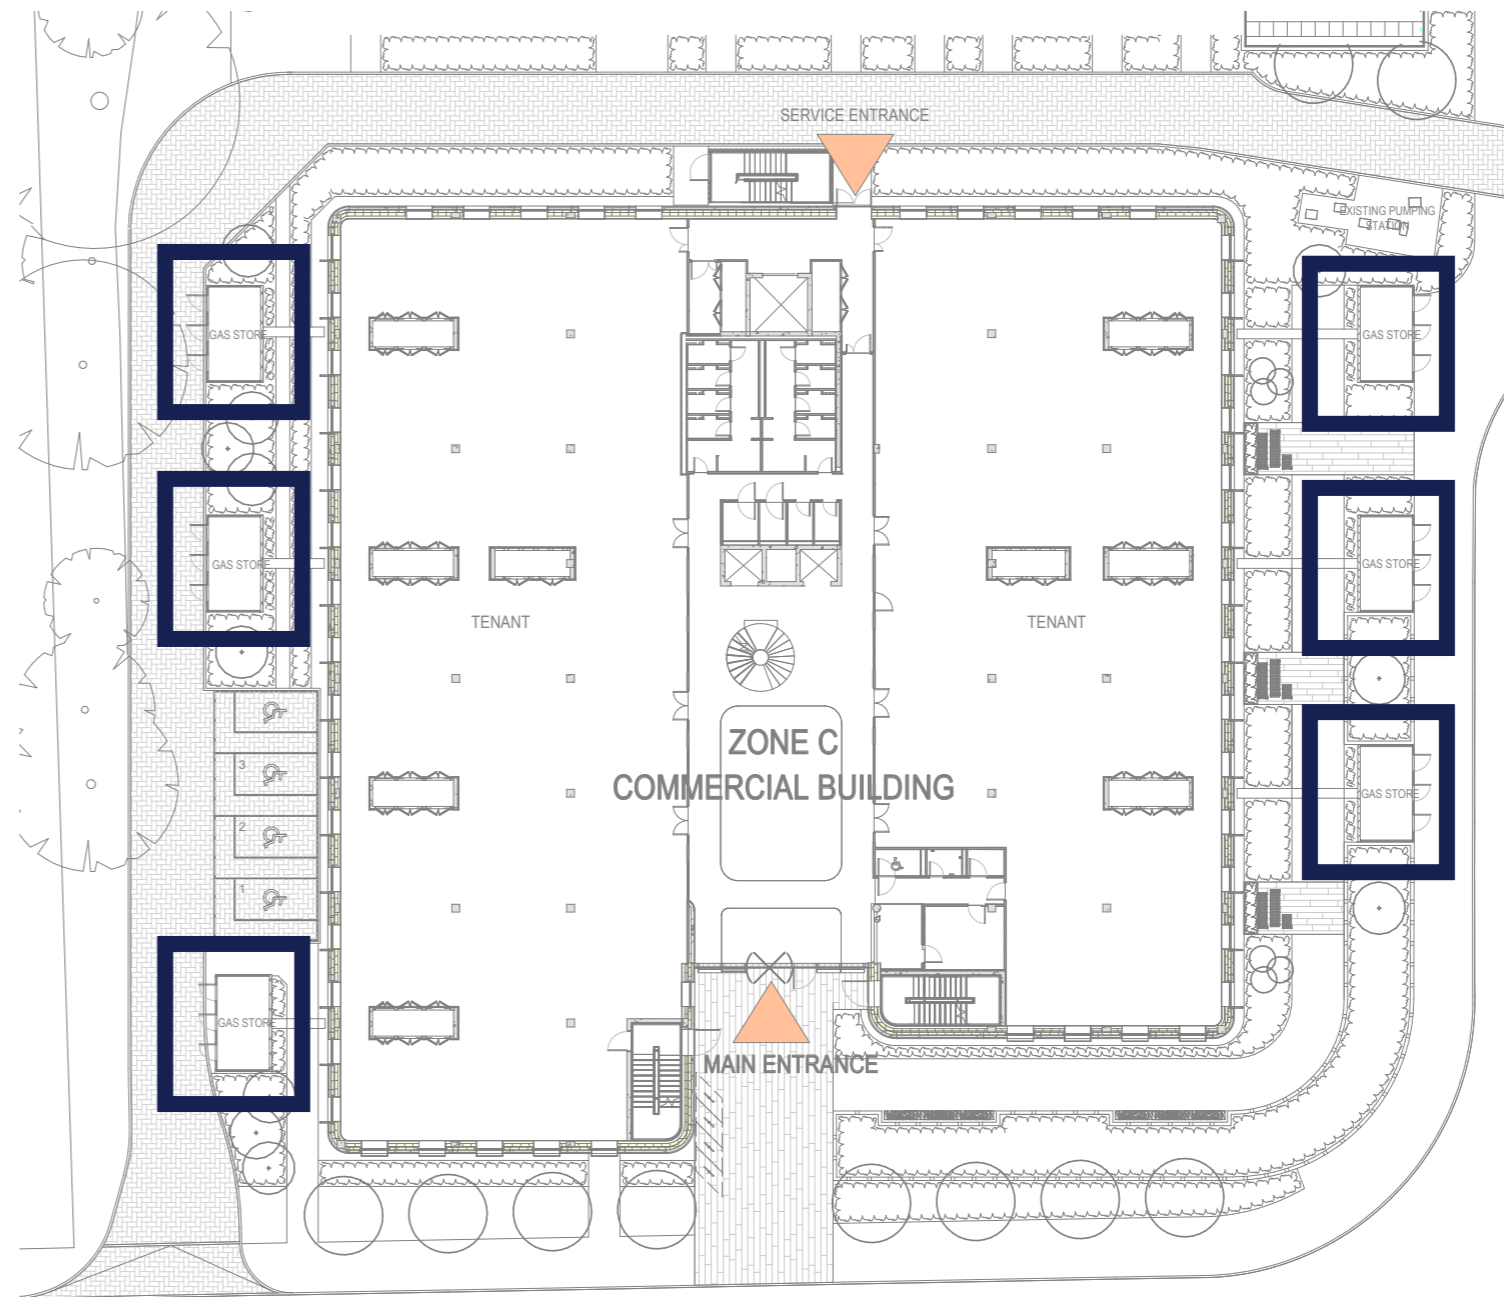 SERVICE ENTRANCE
EXISTING PUMPING
STATION
GAS STORE
GAS STORE
GAS STORE
GAS STORE
TENANT
TENANT
ZONE C
COMMERCIAL BUILDING
3
GAS STORE
2
1
GAS STORE
MAIN ENTRANCE